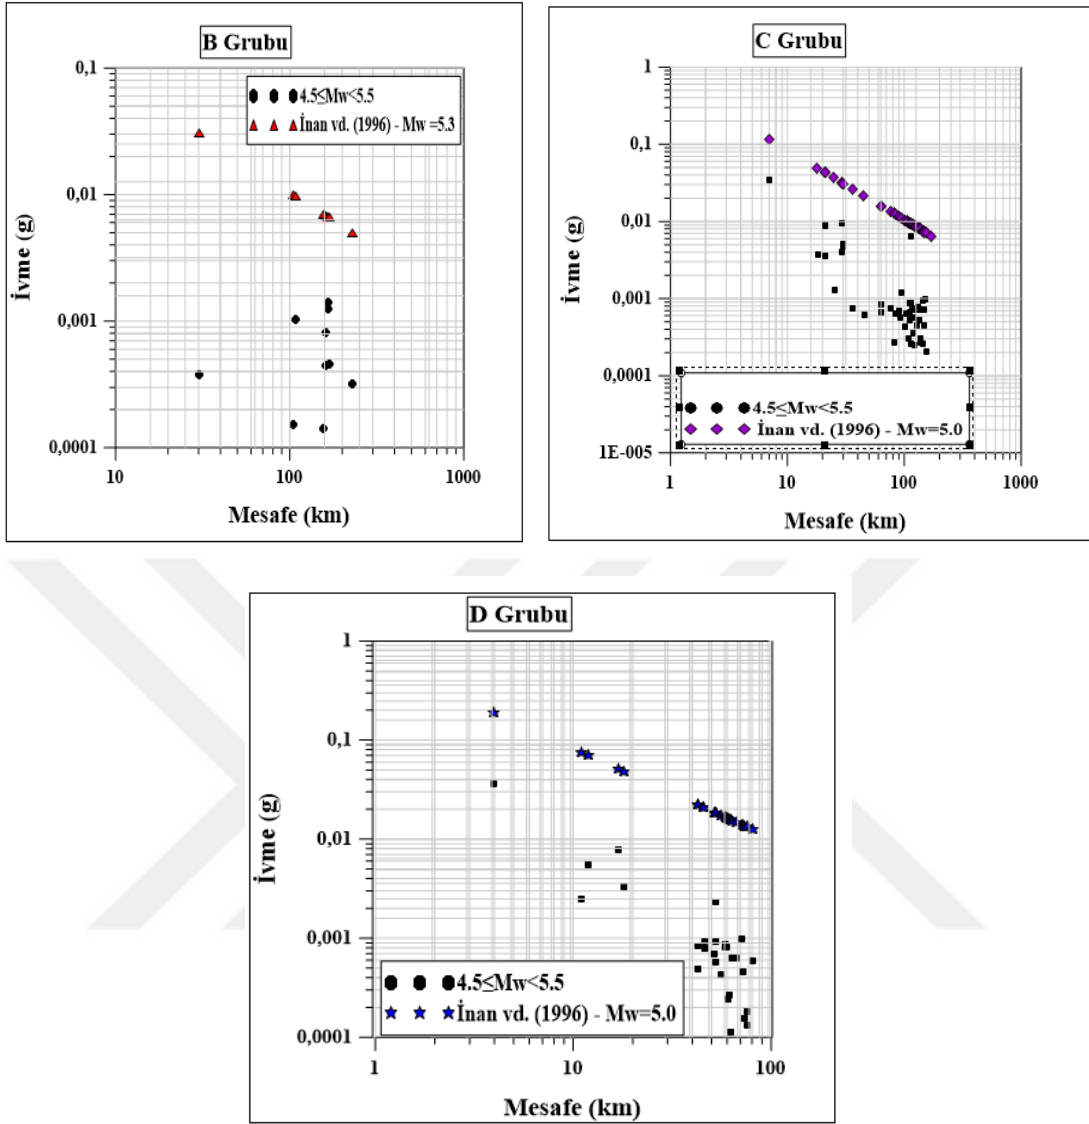 B Grubu
0,1
4.5≤Mw<5.5
İnan vd. (1996) - Mw =5.3
0,01
İvme (g)
0,001
0,0001
10
100
1000
Mesafe (km)
C Grubu
1
0,1
0,01
İvme (g)
0,001
0,0001
4.5≤Mw<5.5
İnan vd. (1996) - Mw=5.0
1E-005
1
10
100
1000
Mesafe (km)
D Grubu
1
0,1
İvme (g)
0,01
0,001
4.5≤Mw<5.5
İnan vd. (1996) - Mw=5.0
0,0001
1
10
100
Mesafe (km)